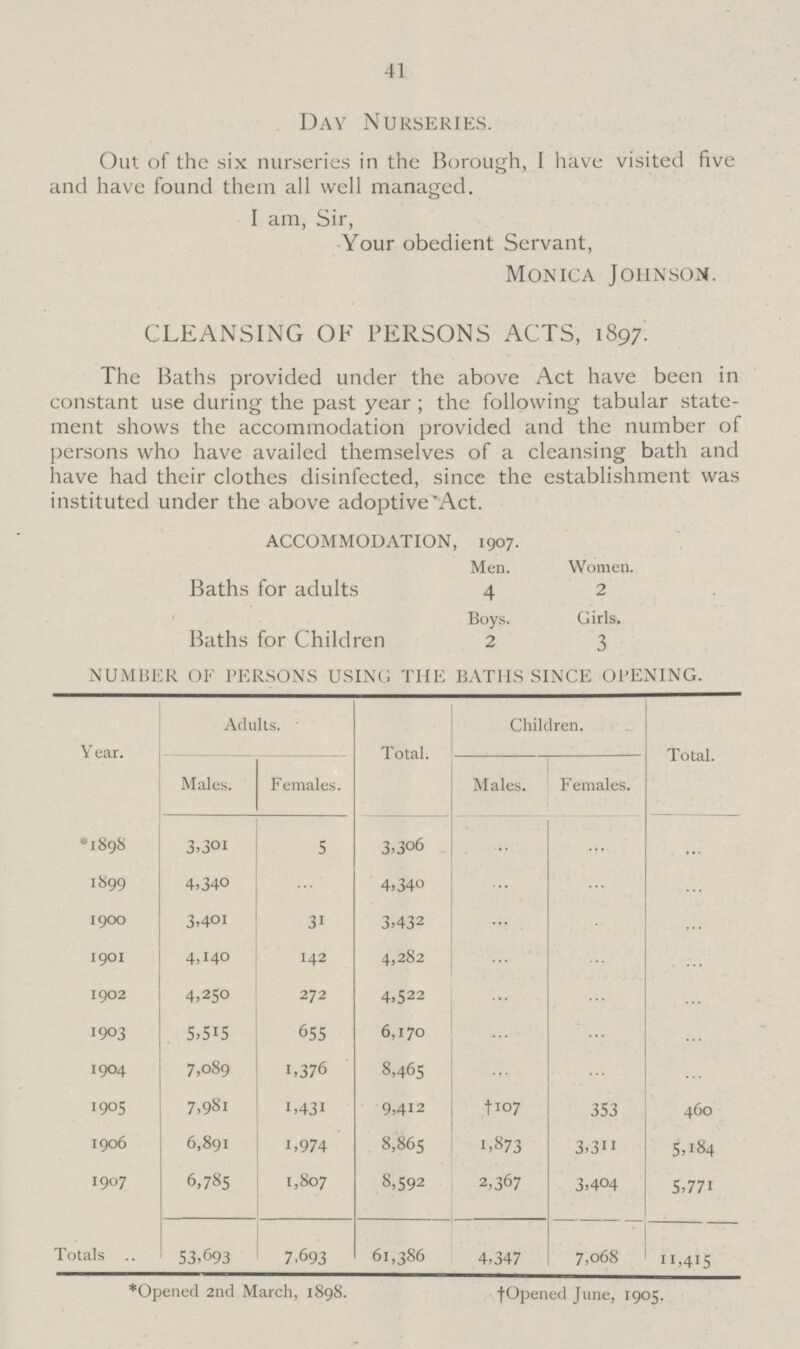 41
DAY NURSERIES.
Out of the six nurseries in the Borough, I have visited five
and have found them all well managed.
I am, Sir,
Your obedient Servant,
MONICA JOHNSON.
CLEANSING OF PERSONS ACTS, 1897.
The Baths provided under the above Act have been in
constant use during the past year ; the following tabular state-
ment shows the accommodation provided and the number of
persons who have availed themselves of a cleansing bath and
have had their clothes disinfected, since the establishment was
instituted under the above adoptive Act.
ACCOMMODATION, 1907.
Men. Women.
Baths for adults 4 2
Boys. Girls.
Baths for Children 2 3
NUMBER OF PERSONS USING THE BATHS SINCE OPENING.
Year. Adults. Total. Children. Total.
Males. Females. Males. Females.
*1898 3,301 5 3,306 .. ... ...
1899 4,340 ... 4,340 ... ... ...
1900 3,401 31 3,432 ... . ...
1901 4,140 142 4,282 ... ... ...
1902 4,250 272 4,522 ... ... ...
1903 5,515 655 6,170 ... ... ...
1904 7,089 1,376 8,465 ... ... ...
1905 7,981 1,431 9,412 †107 353 460
1906 6,891 1,974 8,865 1,873 3,311 5,184
1907 6,785 1,807 8,592 2,367 3,404 5,771
Totals .. 53,693 7,693 61,386 4,347 7,068 11,415
*Opened 2nd March, 1898. †Opened June, 1905.